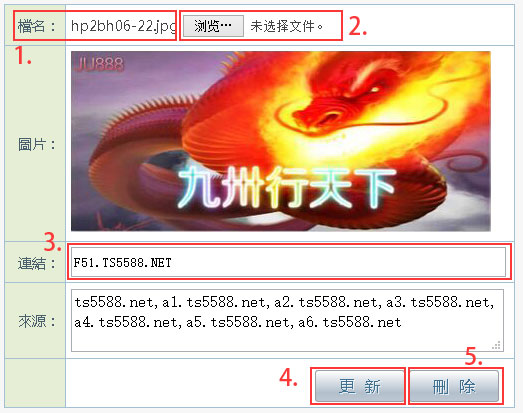 檔名： hp2bh06-22.jpg 浏览… 未选择文件。 2.
1.
JU888
圖片：
九州行天下
3.
連結： F51.TS5588.NET
ts5588.net,a1.ts5588.net,a2.ts5588.net,a3.ts5588.net,
來源：
a4.ts5588.net,a5.ts5588.net,a6.ts5588.net
4. 更 新 5. 刪 除